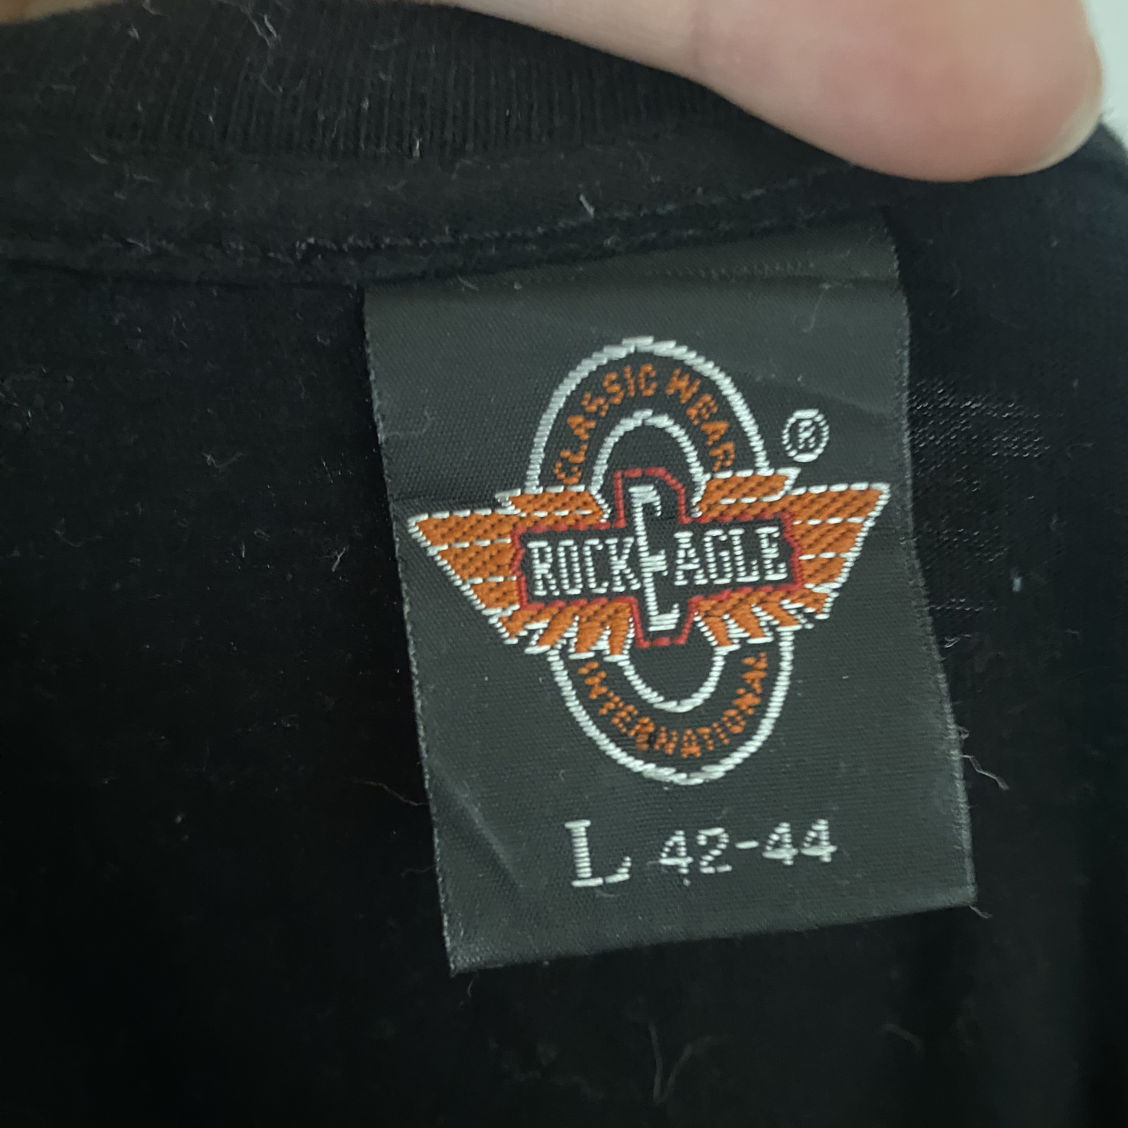 CLASSIC WEAR
®
ROCK EAGLE
INTERNATIONAL
L 42-44